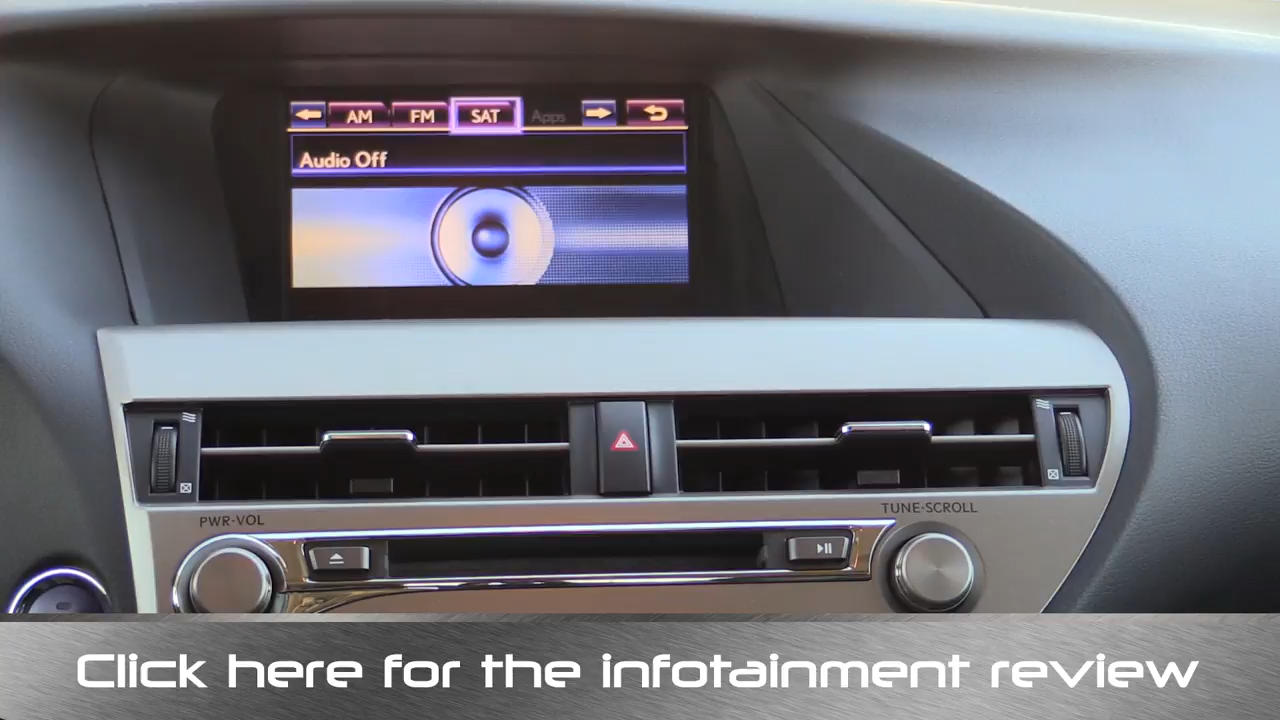 AM FM SAT Apps
Audio Off
PWR·VOL
TUNE·SCROLL
Click here for the infotainment review